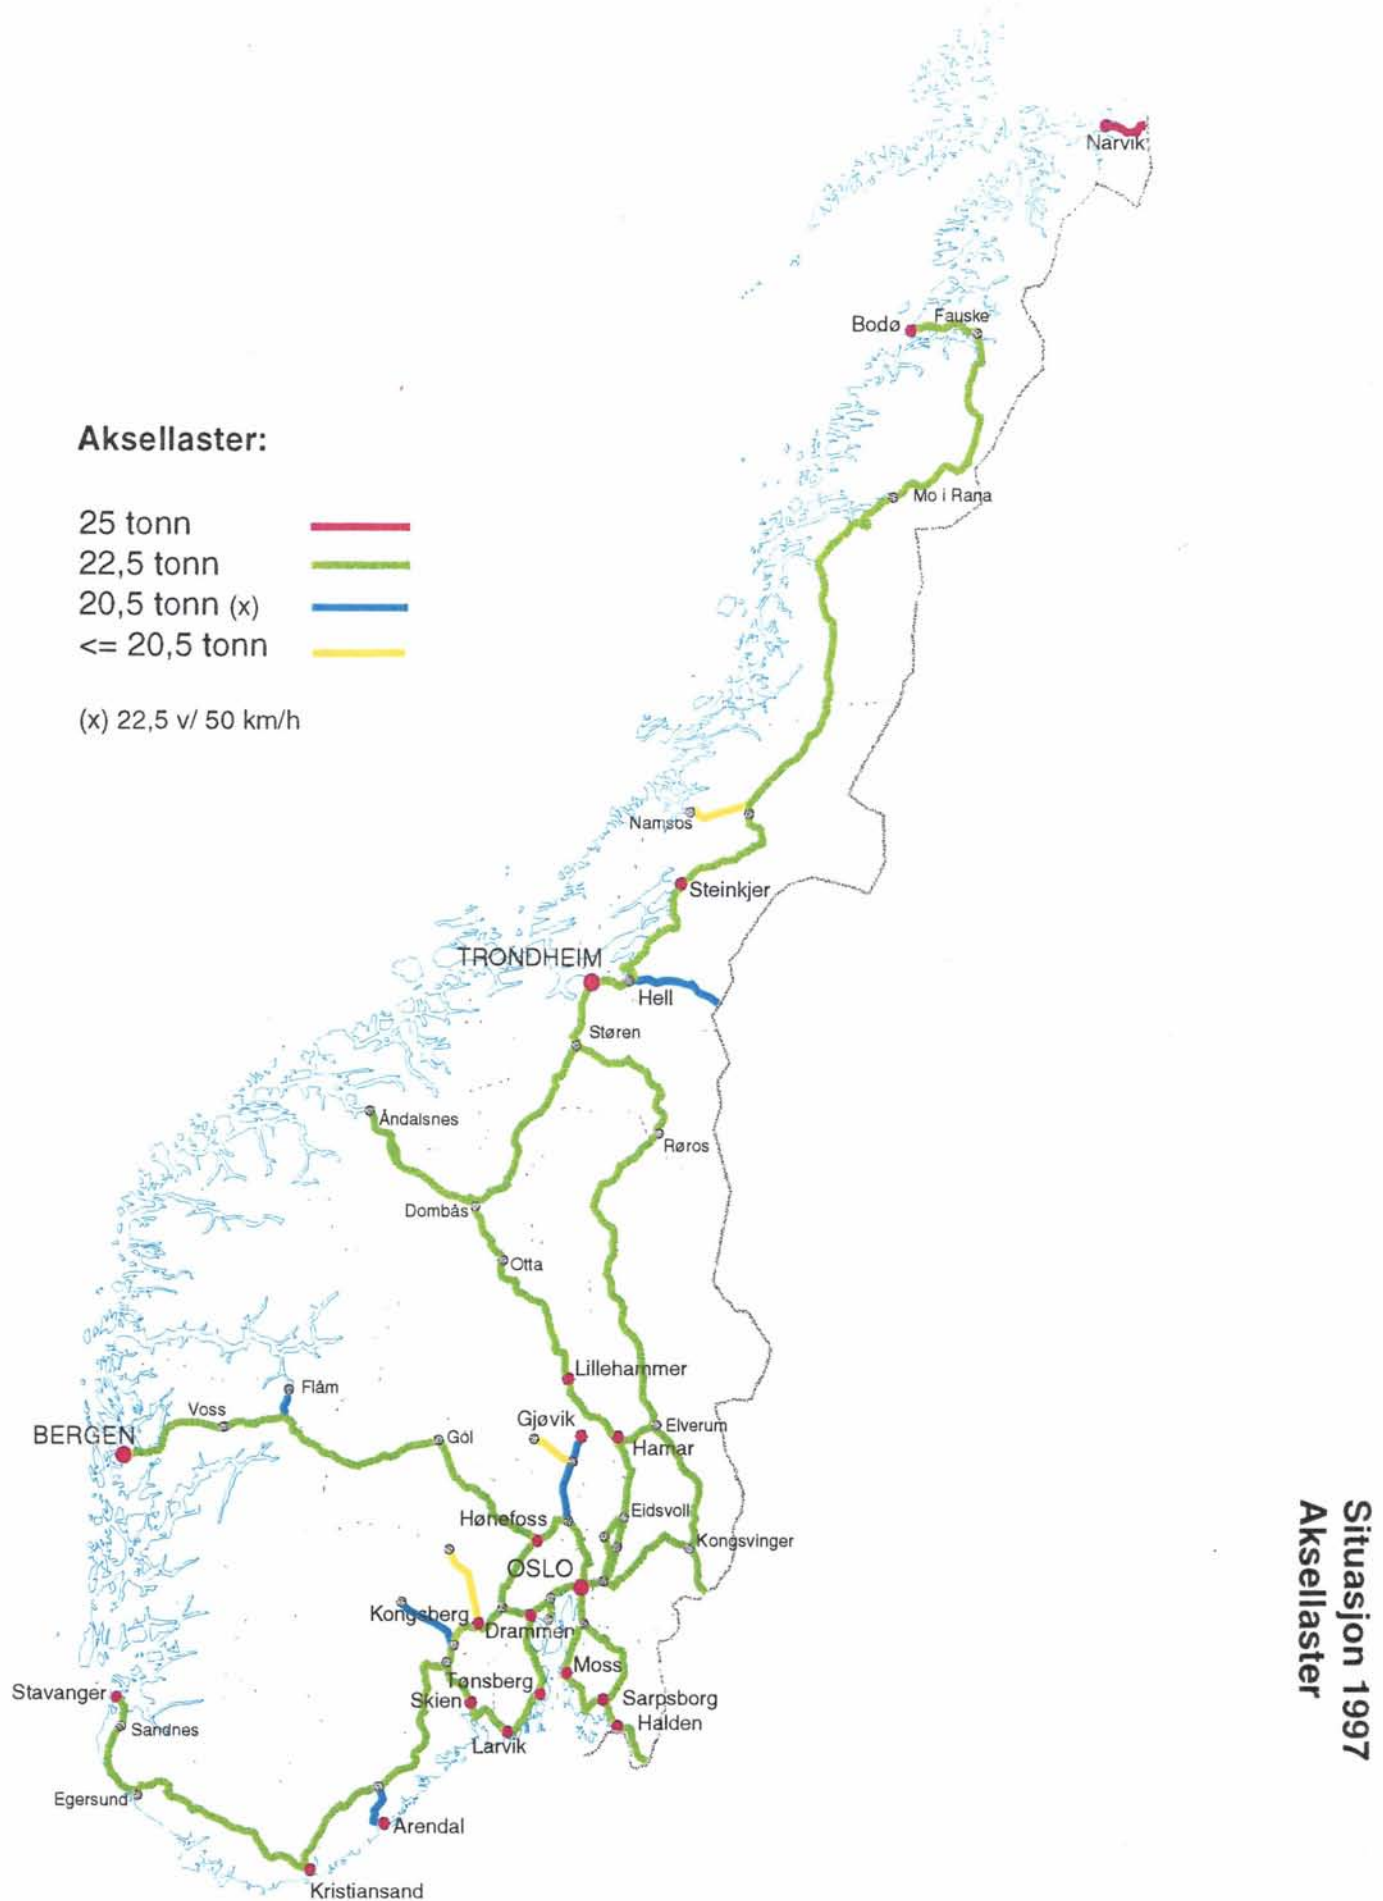 Narvik
Bodø
Fauske
Mo i Rana
Aksellaster:
25 tonn
22,5 tonn
20,5 tonn (x)
<= 20,5 tonn
(x) 22,5 v/ 50 km/h
Namsos
Steinkjer
TRONDHEIM
Hell
Støren
Åndalsnes
Røros
Dombås
Otta
Lillehammer
Flåm
Voss
Gjøvik
Elverum
BERGEN
Gol
Hamar
Hønefoss
Eidsvoll
Kongsvinger
OSLO
Kongsberg
Drammen
Moss
Tønsberg
Stavanger
Skien
Sarpsborg
Sandnes
Halden
Larvik
Egersund
Arendal
Kristiansand
Situasjon 1997
Aksellaster